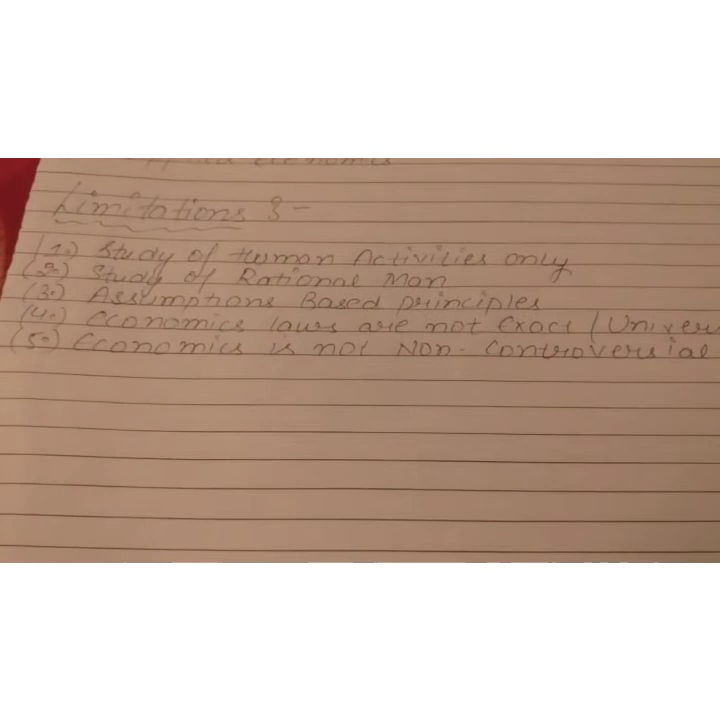 Economics
Limitations :-
(1.) Study of Human Activities only
(2.) Study of Rational Man
(3.) Assumptions Based principles
(4.) Economics laws are not Exact / Univer
(5.) Economics is not Non-Controversial